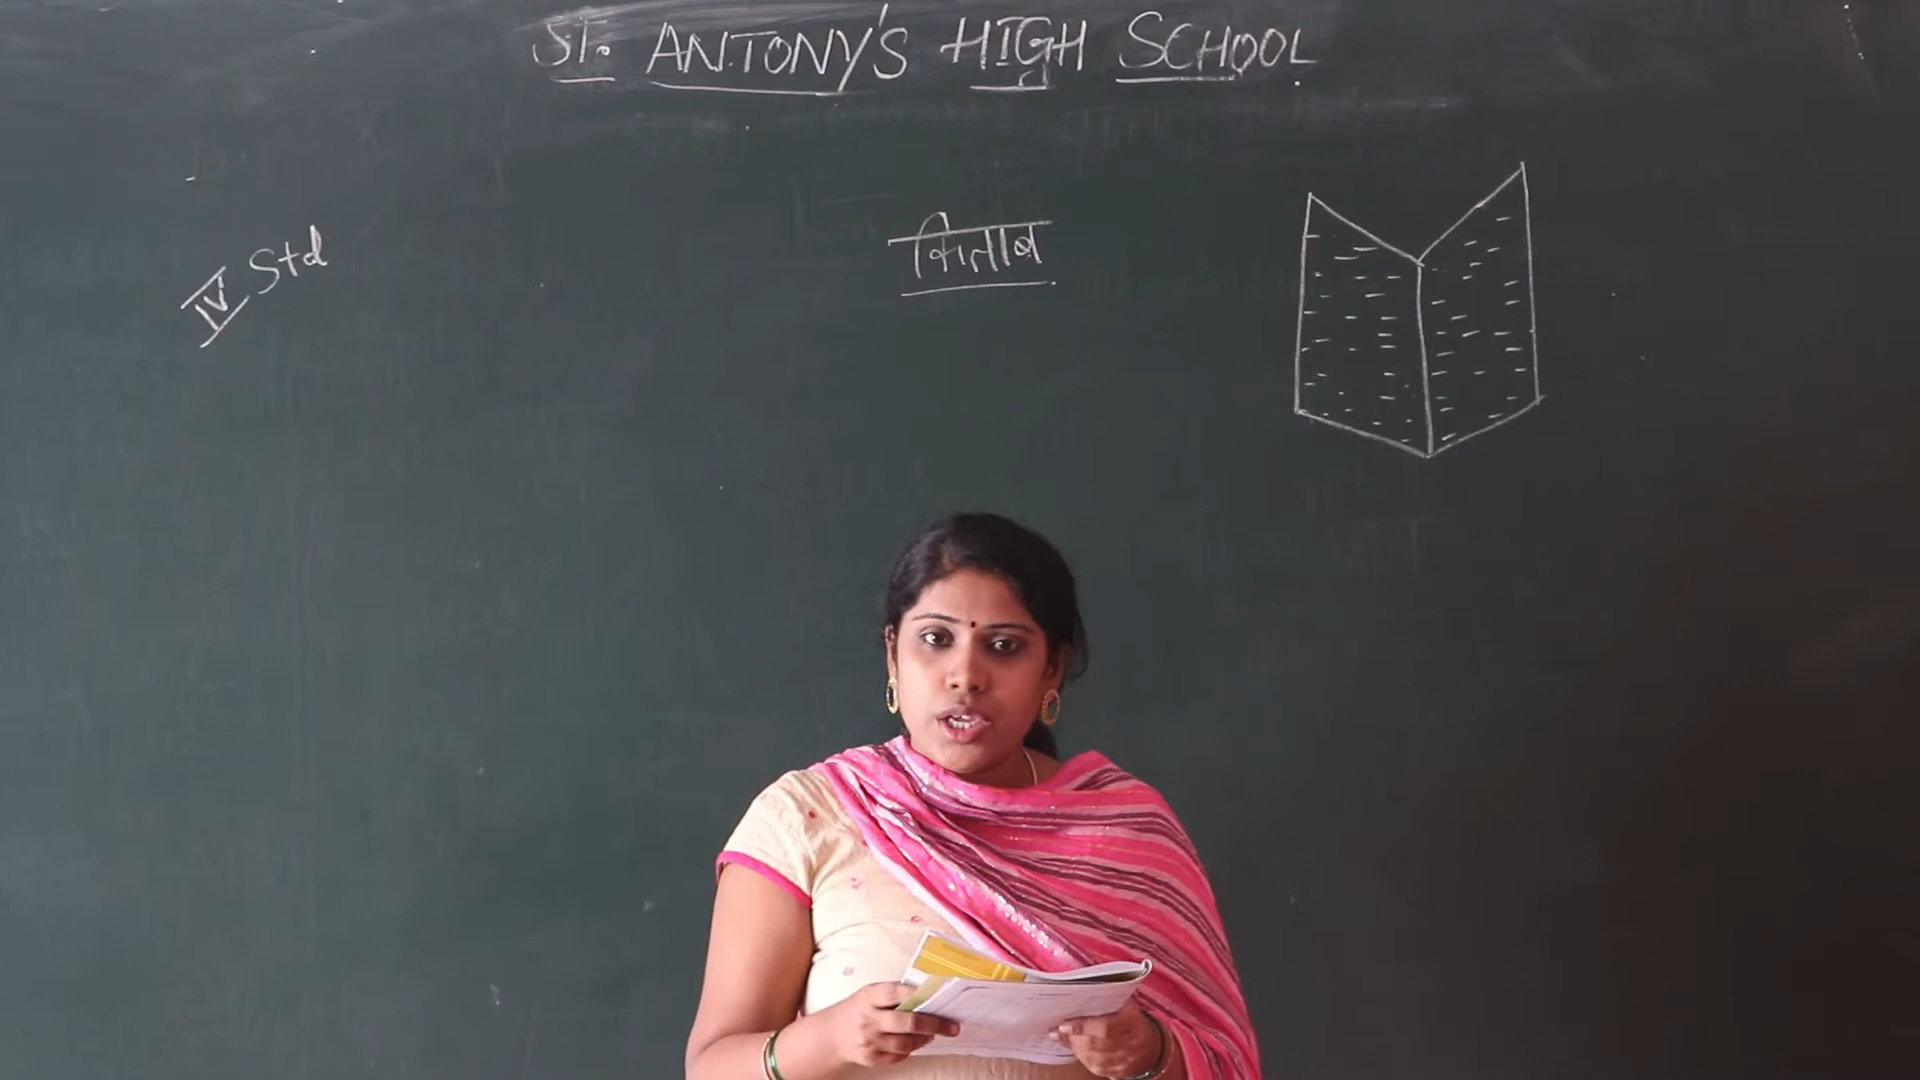 ST. ANTONY'S HIGH SCHOOL
IV Std
किताब